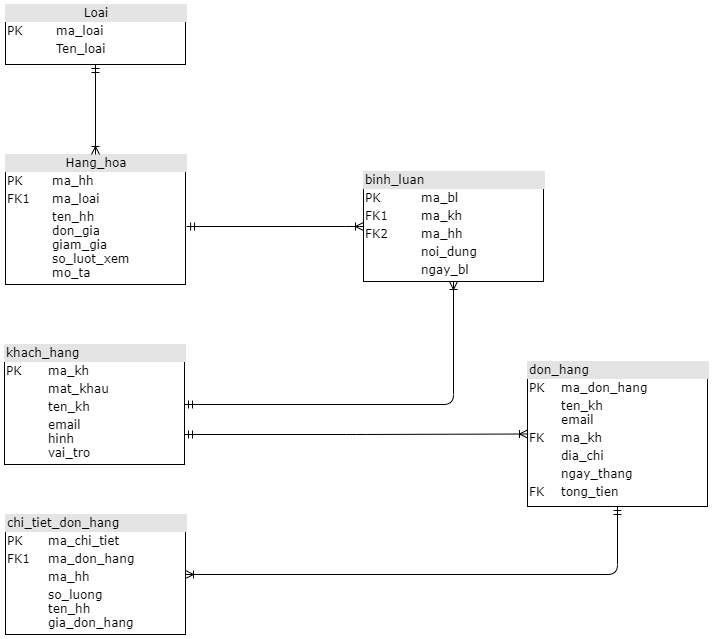 Loai
PK ma_loai
Ten_loai
Hang_hoa
PK ma_hh
FK1 ma_loai
ten_hh
don_gia
giam_gia
so_luot_xem
mo_ta
binh_luan
PK ma_bl
FK1 ma_kh
FK2 ma_hh
noi_dung
ngay_bl
khach_hang
PK ma_kh
mat_khau
ten_kh
email
hinh
vai_tro
don_hang
PK ma_don_hang
ten_kh
email
FK ma_kh
dia_chi
ngay_thang
FK tong_tien
chi_tiet_don_hang
PK ma_chi_tiet
FK1 ma_don_hang
ma_hh
so_luong
ten_hh
gia_don_hang